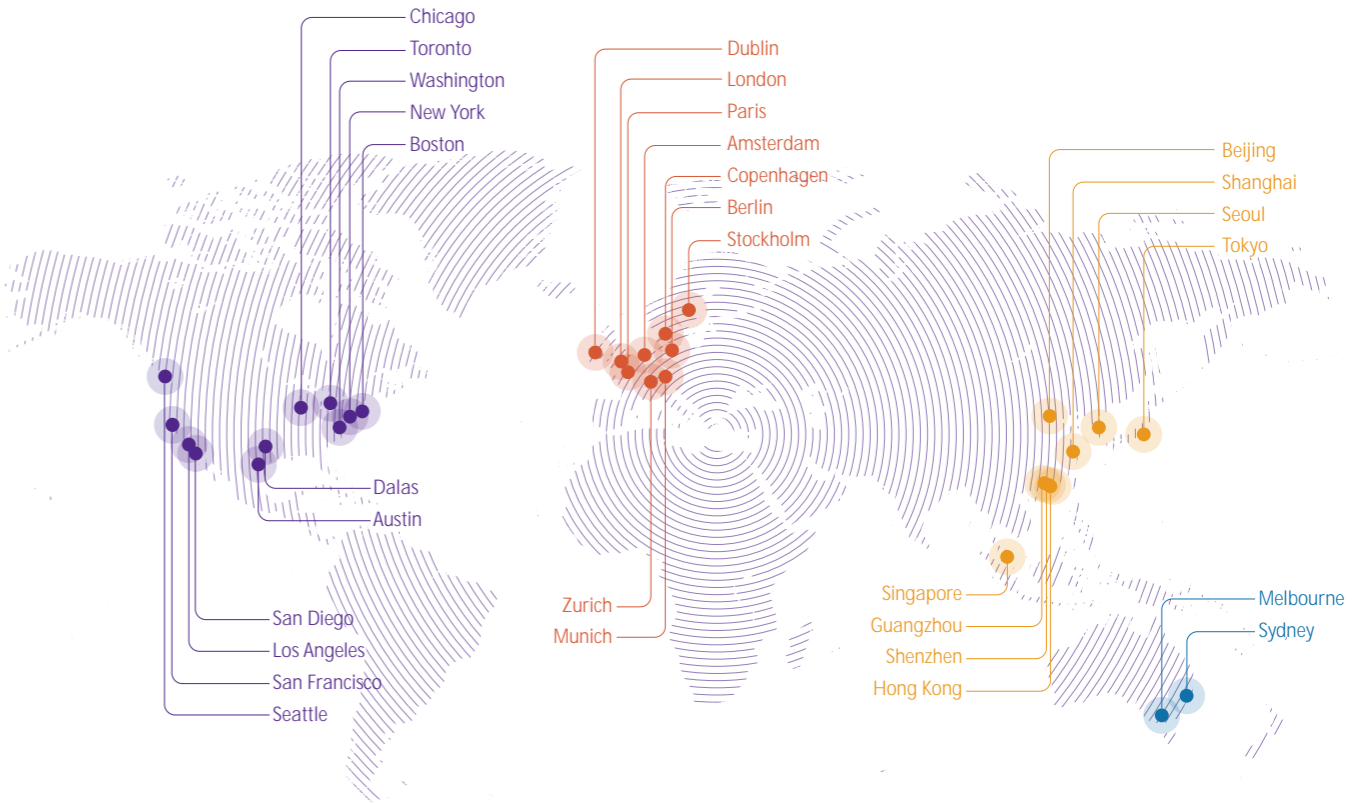 Chicago
Toronto
Washington
New York
Boston
Dublin
London
Paris
Amsterdam
Copenhagen
Berlin
Stockholm
Beijing
Shanghai
Seoul
Tokyo
Dalas
Austin
San Diego
Los Angeles
San Francisco
Seattle
Zurich
Munich
Singapore
Guangzhou
Shenzhen
Hong Kong
Melbourne
Sydney